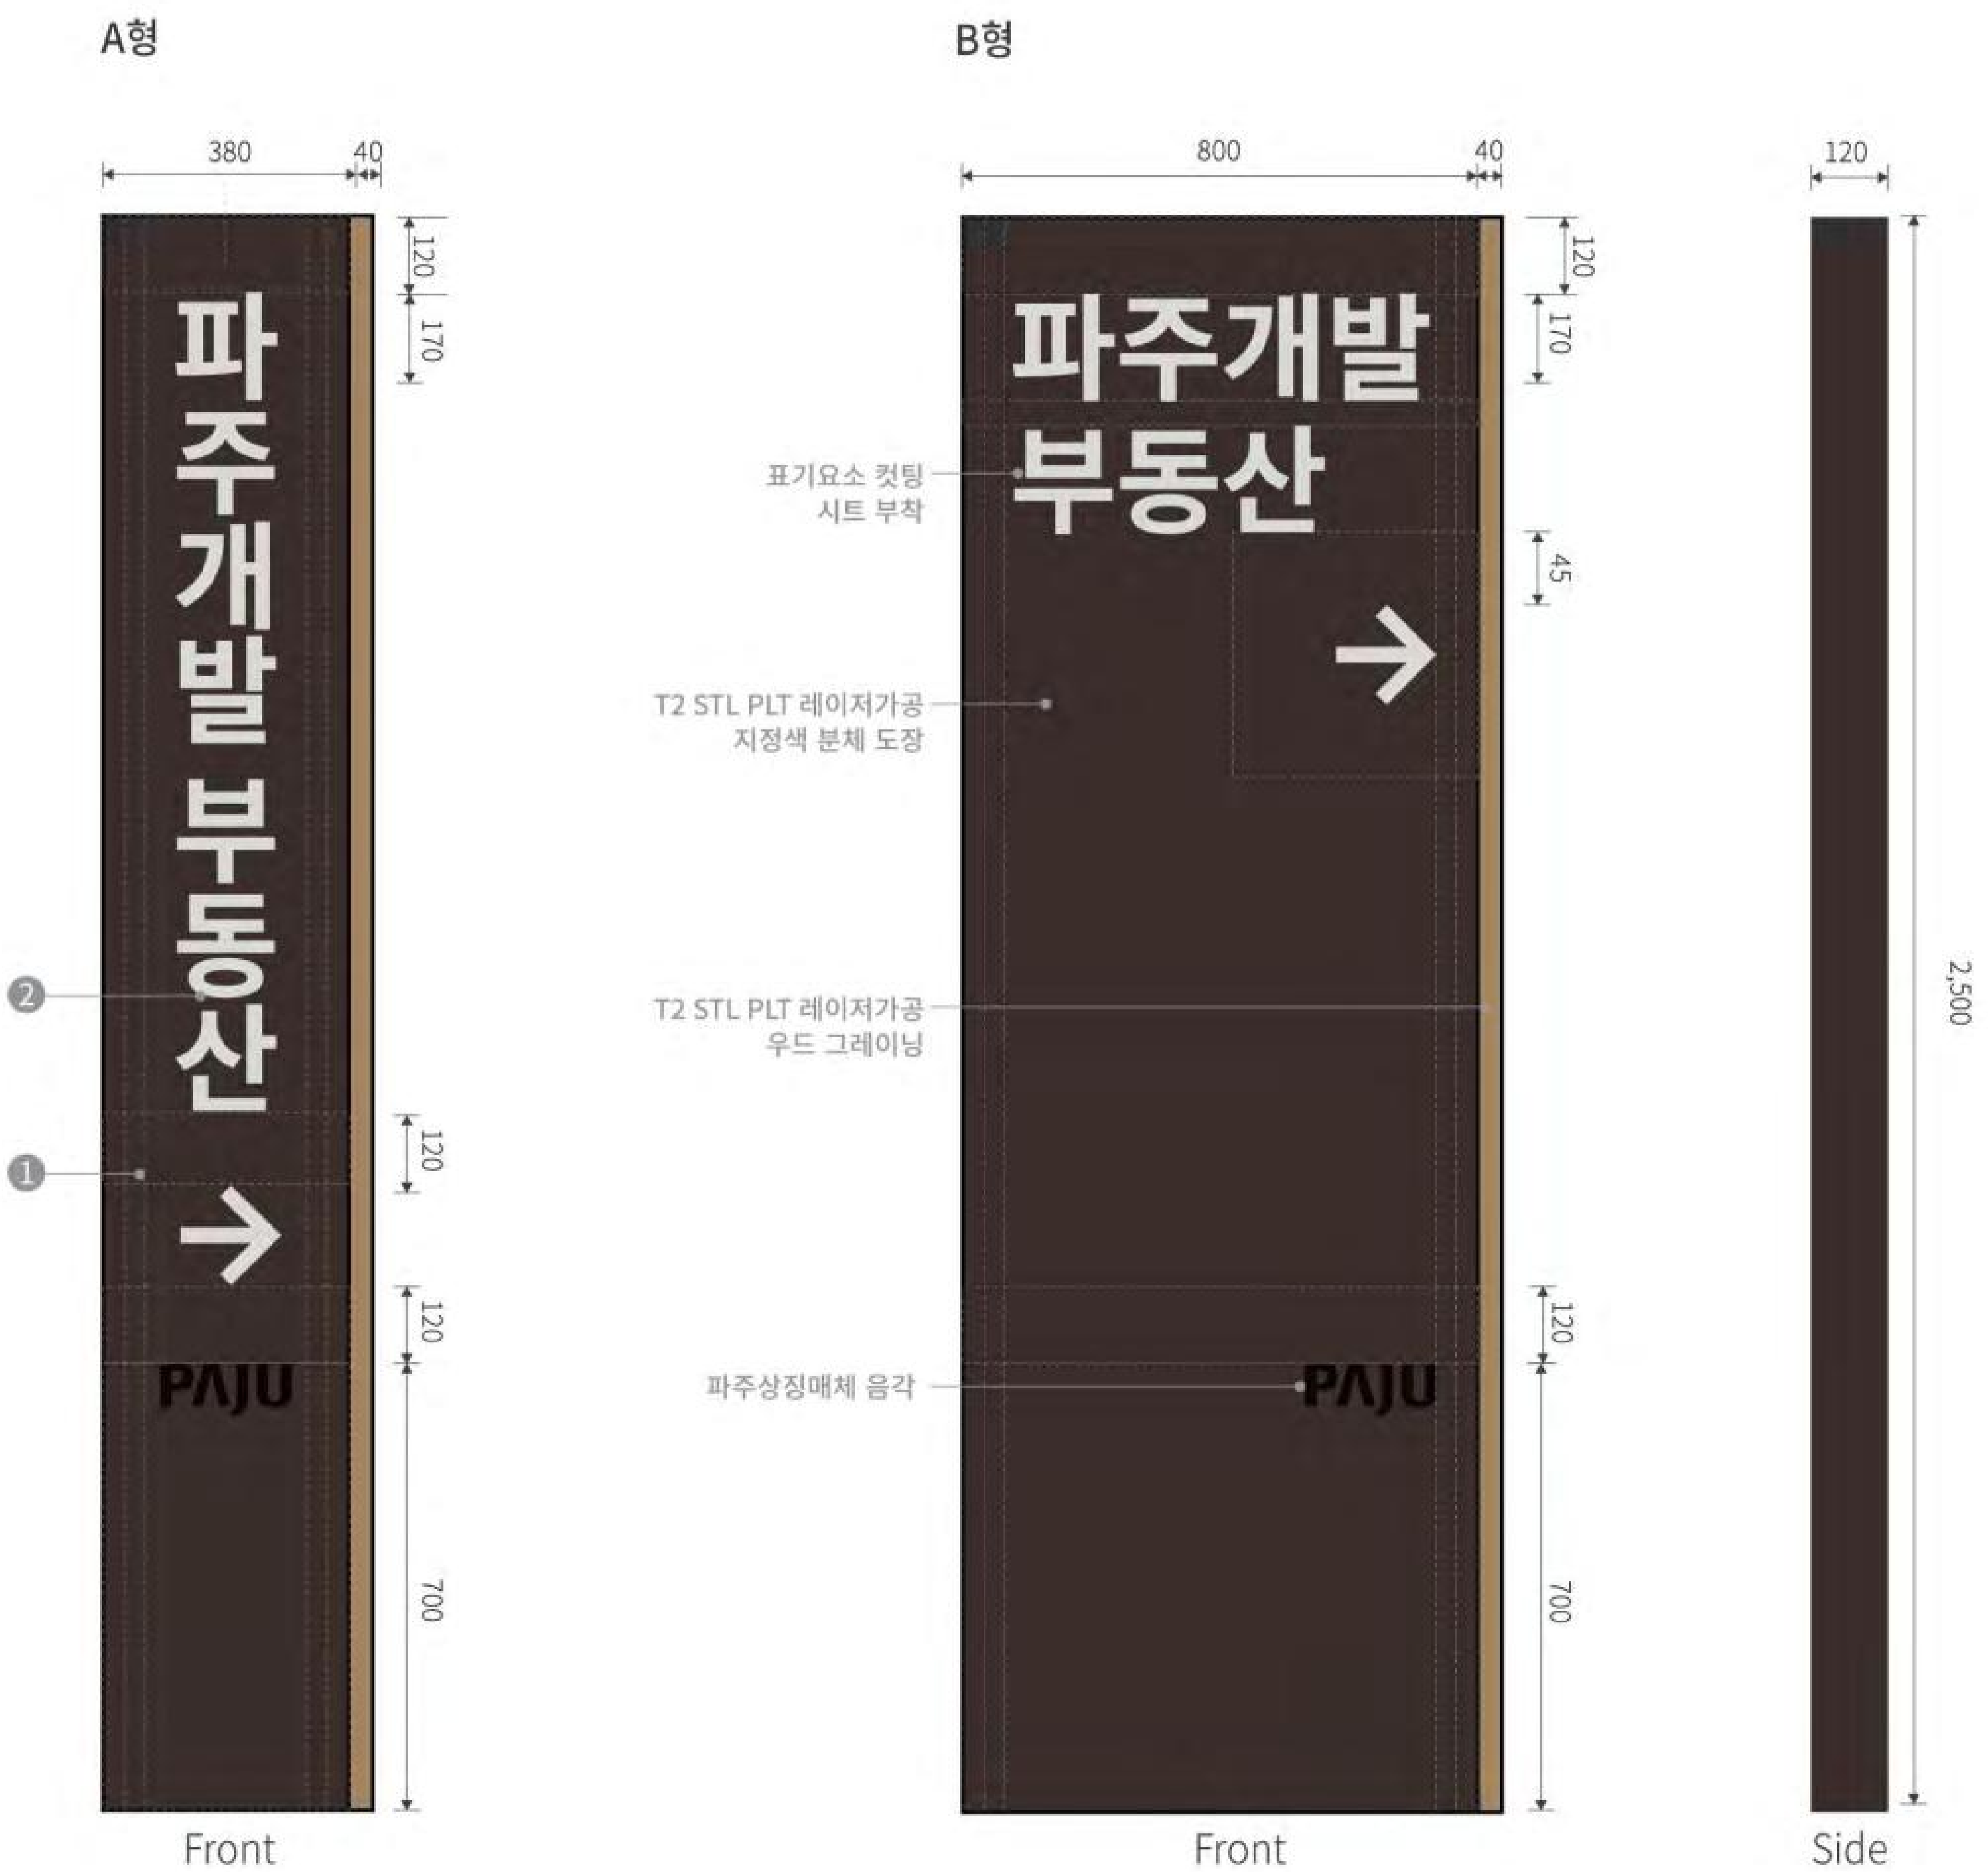 A형
B형
380
40
800
40
120
120
170
파
주
개
발
부
동
산
120
120
700
2
1
PAJU
Front
표기요소 컷팅
시트 부착
T2 STL PLT 레이저가공
지정색 분체 도장
T2 STL PLT 레이저가공
우드 그레이닝
파주상징매체 음각
파주개발
부동산
PAJU
120
170
45
120
700
Front
2,500
Side